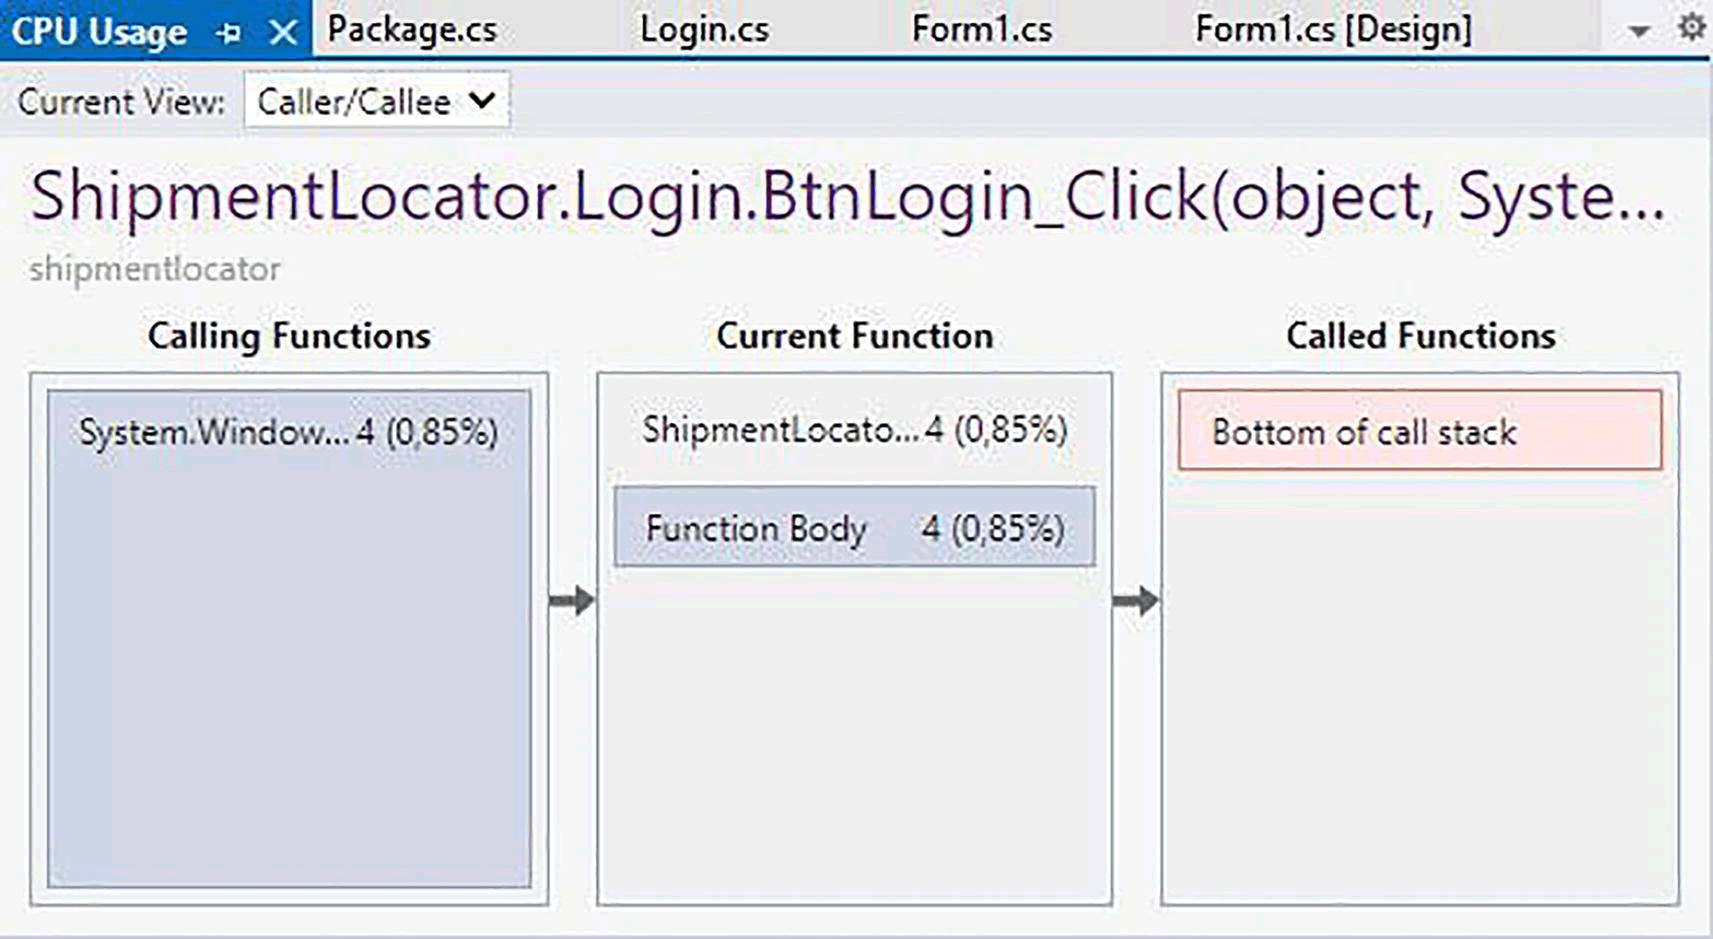 CPU Usage Package.cs Login.cs Form1.cs Form1.cs [Design]
Current View: Caller/Callee
ShipmentLocator.Login.BtnLogin_Click(object, Syste...
shipmentlocator
Calling Functions Current Function Called Functions
System.Window... 4 (0,85%) ShipmentLocato... 4 (0,85%) Bottom of call stack
Function Body 4 (0,85%)